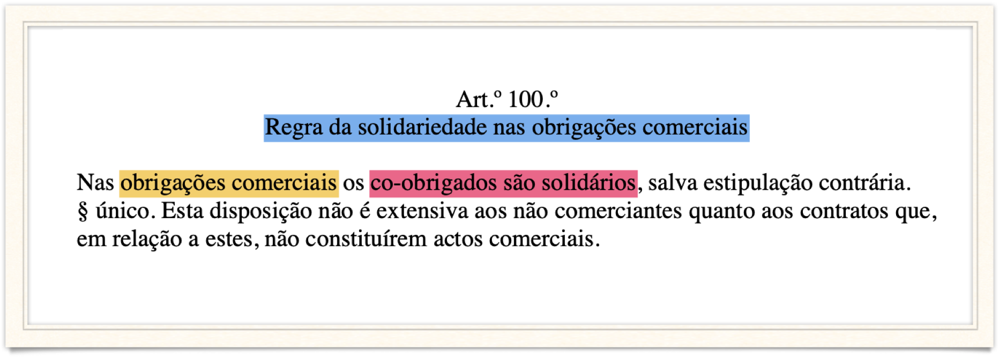 Art.º 100.º
Regra da solidariedade nas obrigações comerciais
Nas obrigações comerciais os co-obrigados são solidários, salva estipulação contrária.
§ único. Esta disposição não é extensiva aos não comerciantes quanto aos contratos que,
em relação a estes, não constituírem actos comerciais.